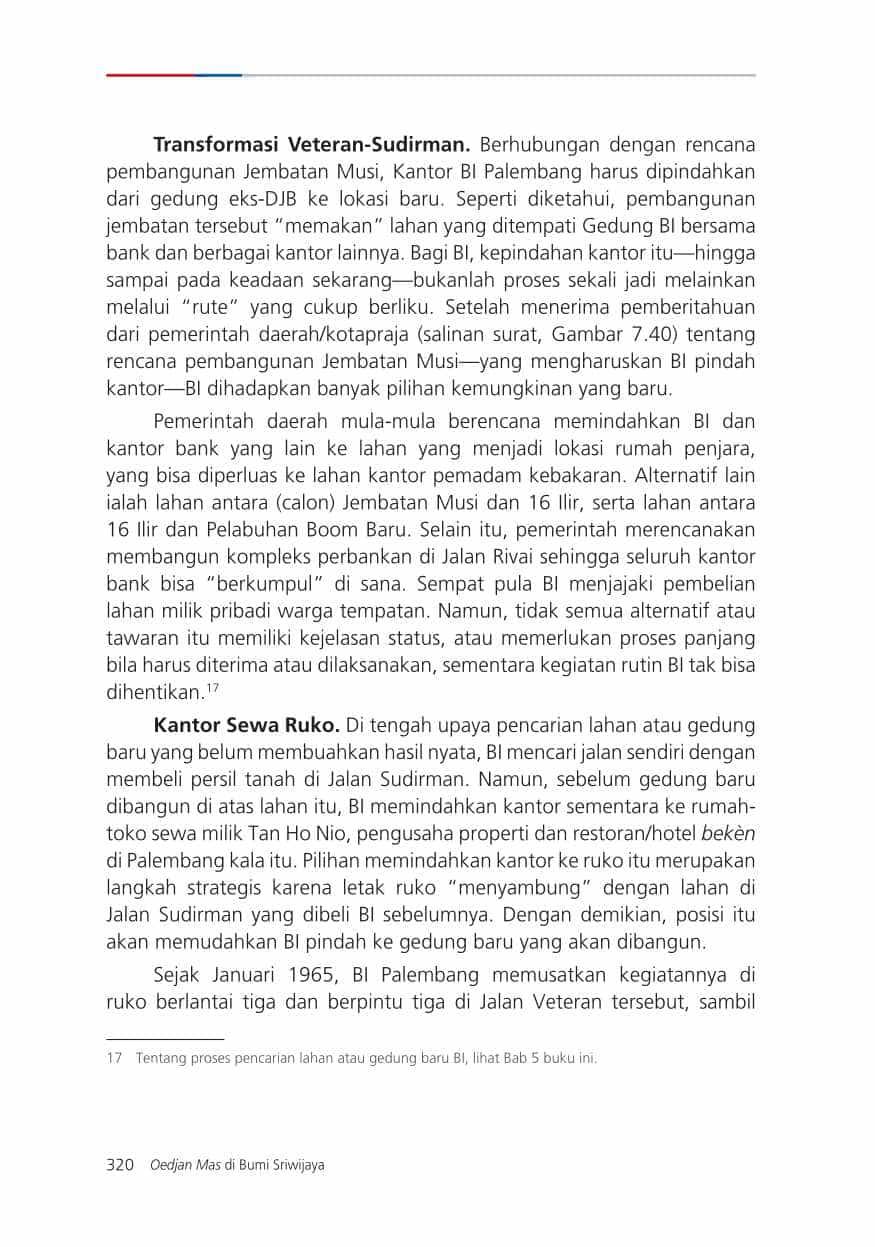 Transformasi Veteran-Sudirman. Berhubungan dengan rencana
pembangunan Jembatan Musi, Kantor BI Palembang harus dipindahkan
dari gedung eks-DJB ke lokasi baru. Seperti diketahui, pembangunan
jembatan tersebut “memakan” lahan yang ditempati Gedung BI bersama
bank dan berbagai kantor lainnya. Bagi BI, kepindahan kantor itu—hingga
sampai pada keadaan sekarang—bukanlah proses sekali jadi melainkan
melalui “rute” yang cukup berliku. Setelah menerima pemberitahuan
dari pemerintah daerah/kotapraja (salinan surat, Gambar 7.40) tentang
rencana pembangunan Jembatan Musi—yang mengharuskan BI pindah
kantor—BI dihadapkan banyak pilihan kemungkinan yang baru.
Pemerintah daerah mula-mula berencana memindahkan BI dan
kantor bank yang lain ke lahan yang menjadi lokasi rumah penjara,
yang bisa diperluas ke lahan kantor pemadam kebakaran. Alternatif lain
ialah lahan antara (calon) Jembatan Musi dan 16 Ilir, serta lahan antara
16 Ilir dan Pelabuhan Boom Baru. Selain itu, pemerintah merencanakan
membangun kompleks perbankan di Jalan Rivai sehingga seluruh kantor
bank bisa “berkumpul” di sana. Sempat pula BI menjajaki pembelian
lahan milik pribadi warga tempatan. Namun, tidak semua alternatif atau
tawaran itu memiliki kejelasan status, atau memerlukan proses panjang
bila harus diterima atau dilaksanakan, sementara kegiatan rutin BI tak bisa
dihentikan.17
Kantor Sewa Ruko. Di tengah upaya pencarian lahan atau gedung
baru yang belum membuahkan hasil nyata, BI mencari jalan sendiri dengan
membeli persil tanah di Jalan Sudirman. Namun, sebelum gedung baru
dibangun di atas lahan itu, BI memindahkan kantor sementara ke rumah-
toko sewa milik Tan Ho Nio, pengusaha properti dan restoran/hotel bekèn
di Palembang kala itu. Pilihan memindahkan kantor ke ruko itu merupakan
langkah strategis karena letak ruko “menyambung” dengan lahan di
Jalan Sudirman yang dibeli BI sebelumnya. Dengan demikian, posisi itu
akan memudahkan BI pindah ke gedung baru yang akan dibangun.
Sejak Januari 1965, BI Palembang memusatkan kegiatannya di
ruko berlantai tiga dan berpintu tiga di Jalan Veteran tersebut, sambil
17 Tentang proses pencarian lahan atau gedung baru BI, lihat Bab 5 buku ini.
320 Oedjan Mas di Bumi Sriwijaya